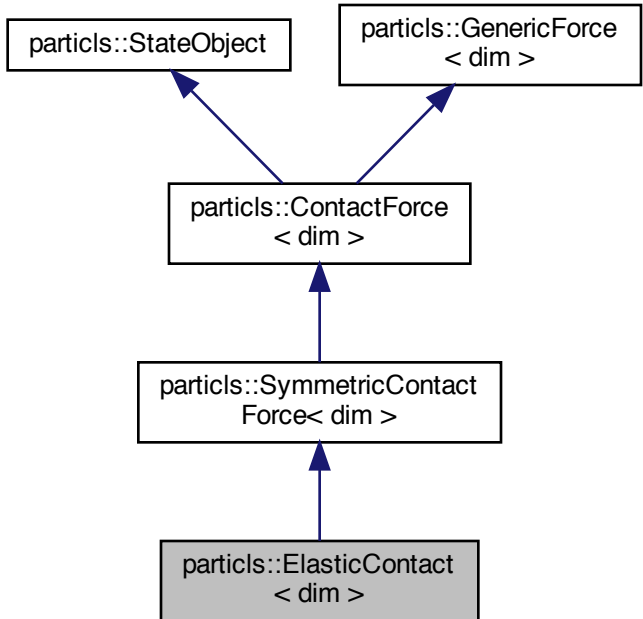 particls::StateObject
particls::GenericForce
< dim >
particls::ContactForce
< dim >
particls::SymmetricContact
Force< dim >
particls::ElasticContact
< dim >